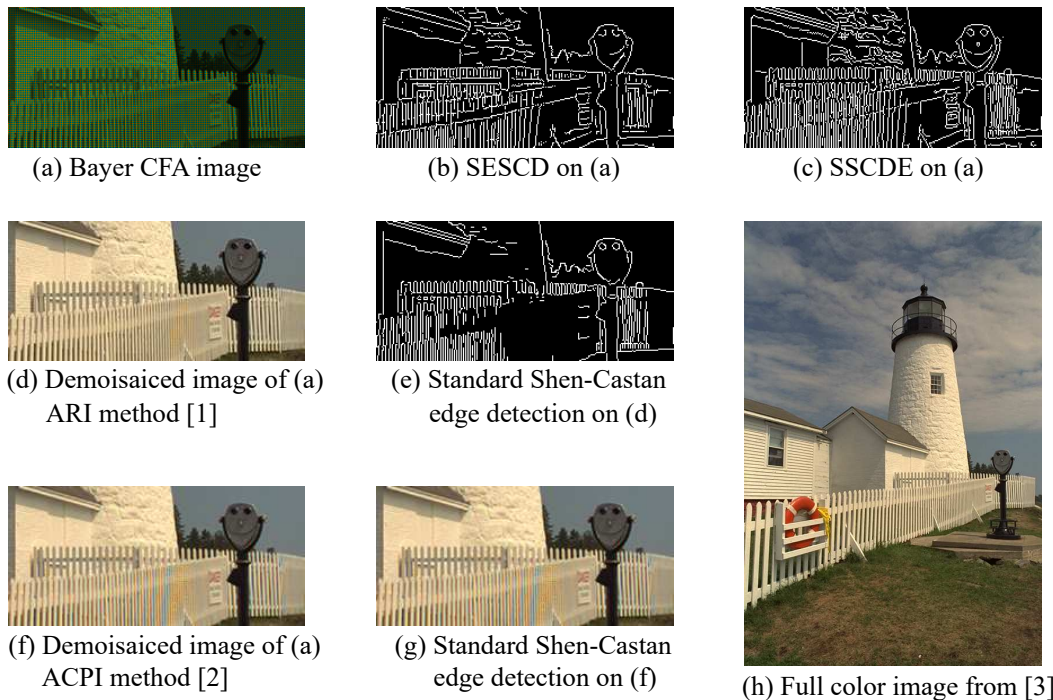 (a) Bayer CFA image
(b) SESCD on (a)
(c) SSCDE on (a)
(d) Demoisaiced image of (a)
ARI method [1]
(e) Standard Shen-Castan
edge detection on (d)
(f) Demoisaiced image of (a)
ACPI method [2]
(g) Standard Shen-Castan
edge detection on (f)
(h) Full color image from [3]